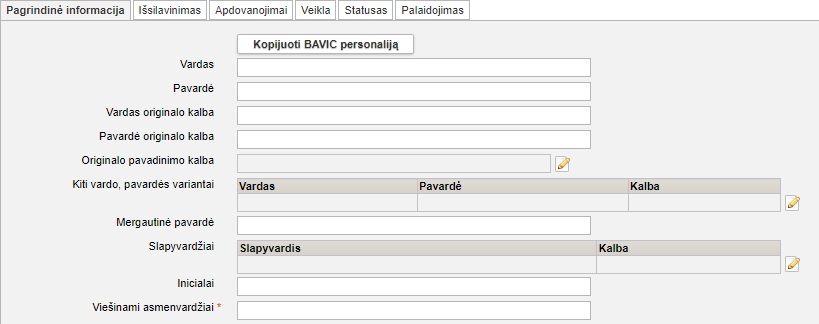 Pagrindinė informacija Išsilavinimas Apdovanojimai Veikla Statusas Palaidojimas
Kopijuoti BAVIC personaliją
Vardas
Pavardė
Vardas originalo kalba
Pavardė originalo kalba
Originalo pavadinimo kalba
Kiti vardo, pavardės variantai Vardas Pavardė Kalba
Mergautinė pavardė
Slapyvardžiai Slapyvardis Kalba
Inicialai
Viešinami asmenvardžiai *